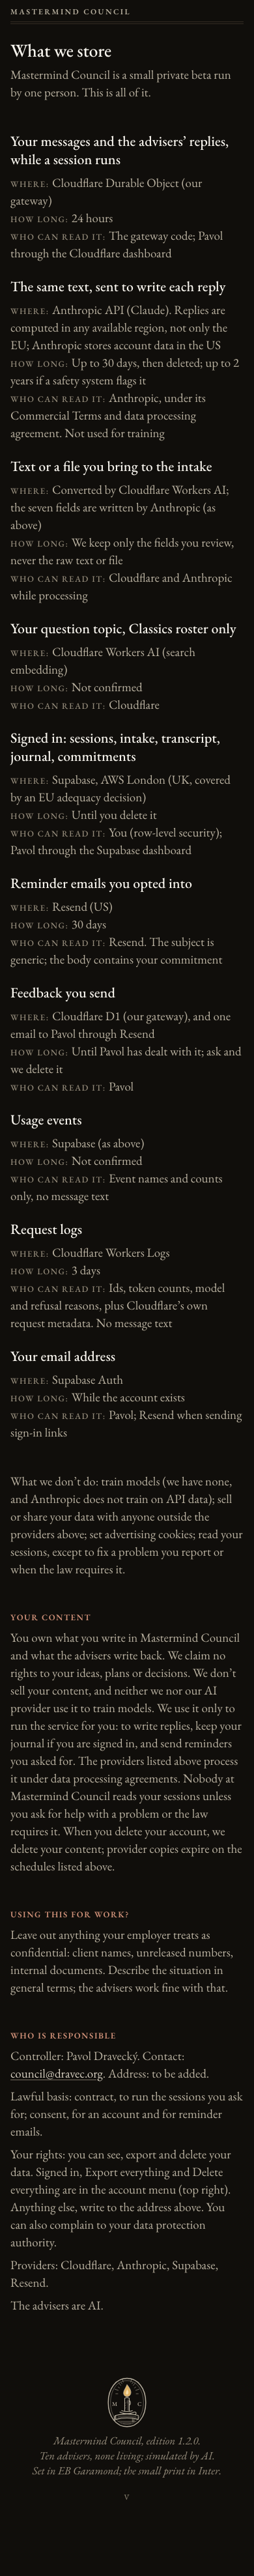 MASTERMIND COUNCIL
What we store
Mastermind Council is a small private beta run
by one person. This is all of it.
Your messages and the advisers' replies,
while a session runs
WHERE: Cloudflare Durable Object (our
gateway)
HOW LONG: 24 hours
WHO CAN READ IT: The gateway code; Pavol
through the Cloudflare dashboard
The same text, sent to write each reply
WHERE: Anthropic API (Claude). Replies are
computed in any available region, not only the
EU; Anthropic stores account data in the US
HOW LONG: Up to 30 days, then deleted; up to 2
years if a safety system flags it
WHO CAN READ IT: Anthropic, under its
Commercial Terms and data processing
agreement. Not used for training
Text or a file you bring to the intake
WHERE: Converted by Cloudflare Workers AI;
the seven fields are written by Anthropic (as
above)
HOW LONG: We keep only the fields you review,
never the raw text or file
WHO CAN READ IT: Cloudflare and Anthropic
while processing
Your question topic, Classics roster only
WHERE: Cloudflare Workers AI (search
embedding)
HOW LONG: Not confirmed
WHO CAN READ IT: Cloudflare
Signed in: sessions, intake, transcript,
journal, commitments
WHERE: Supabase, AWS London (UK, covered
by an EU adequacy decision)
HOW LONG: Until you delete it
WHO CAN READ IT: You (row-level security);
Pavol through the Supabase dashboard
Reminder emails you opted into
WHERE: Resend (US)
HOW LONG: 30 days
WHO CAN READ IT: Resend. The subject is
generic; the body contains your commitment
Feedback you send
WHERE: Cloudflare D1 (our gateway), and one
email to Pavol through Resend
HOW LONG: Until Pavol has dealt with it; ask and
we delete it
WHO CAN READ IT: Pavol
Usage events
WHERE: Supabase (as above)
HOW LONG: Not confirmed
WHO CAN READ IT: Event names and counts
only, no message text
Request logs
WHERE: Cloudflare Workers Logs
HOW LONG: 3 days
WHO CAN READ IT: Ids, token counts, model
and refusal reasons, plus Cloudflare's own
request metadata. No message text
Your email address
WHERE: Supabase Auth
HOW LONG: While the account exists
WHO CAN READ IT: Pavol; Resend when sending
sign-in links
What we don't do: train models (we have none,
and Anthropic does not train on API data); sell
or share your data with anyone outside the
providers above; set advertising cookies; read your
sessions, except to fix a problem you report or
when the law requires it.
YOUR CONTENT
You own what you write in Mastermind Council
and what the advisers write back. We claim no
rights to your ideas, plans or decisions. We don't
sell your content, and neither we nor our AI
provider use it to train models. We use it only to
run the service for you: to write replies, keep your
journal if you are signed in, and send reminders
you asked for. The providers listed above process
it under data processing agreements. Nobody at
Mastermind Council reads your sessions unless
you ask for help with a problem or the law
requires it. When you delete your account, we
delete your content; provider copies expire on the
schedules listed above.
USING THIS FOR WORK?
Leave out anything your employer treats as
confidential: client names, unreleased numbers,
internal documents. Describe the situation in
general terms; the advisers work fine with that.
WHO IS RESPONSIBLE
Controller: Pavol Dravecký. Contact:
council@dravec.org. Address: to be added.
Lawful basis: contract, to run the sessions you ask
for; consent, for an account and for reminder
emails.
Your rights: you can see, export and delete your
data. Signed in, Export everything and Delete
everything are in the account menu (top right).
Anything else, write to the address above. You
can also complain to your data protection
authority.
Providers: Cloudflare, Anthropic, Supabase,
Resend.
The advisers are AI.
M C
Mastermind Council, edition 1.2.0.
Ten advisers, none living; simulated by AI.
Set in EB Garamond; the small print in Inter.
V